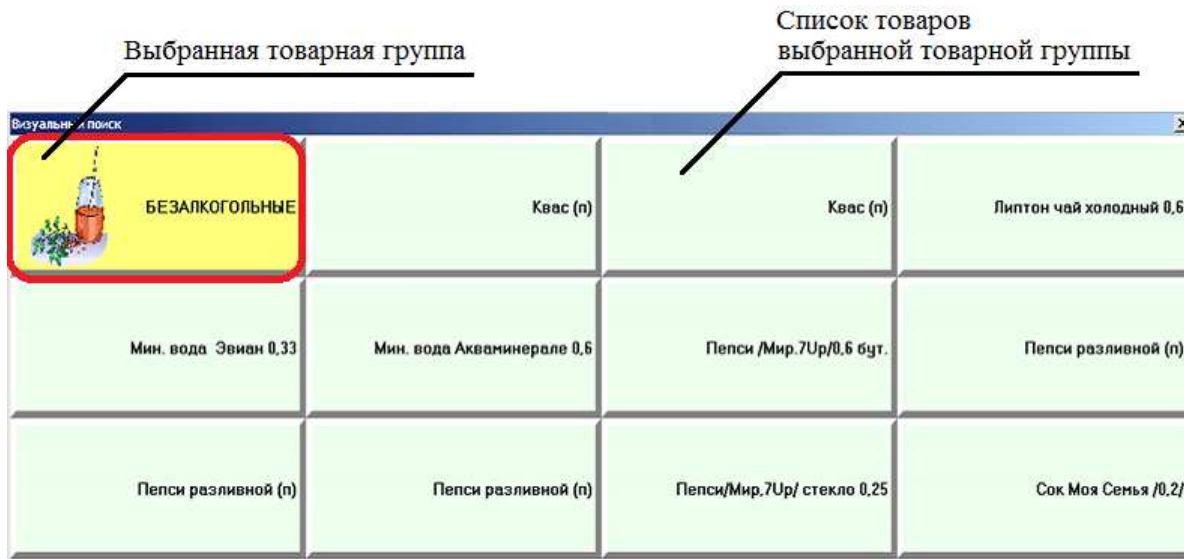 Выбранная товарная группа
Список товаров
выбранной товарной группы
Визуальный поиск
БЕЗАЛКОГОЛЬНЫЕ
Квас (п)
Квас (п)
Липтон чай холодный 0,6
Мин. вода Эвиан 0,33
Мин. вода Акваминерале 0,6
Пепси /Мир.7Up/0,6 бут.
Пепси разливной (п)
Пепси разливной (п)
Пепси разливной (п)
Пепси/Мир,7Up/ стекло 0,25
Сок Моя Семья /0,2/